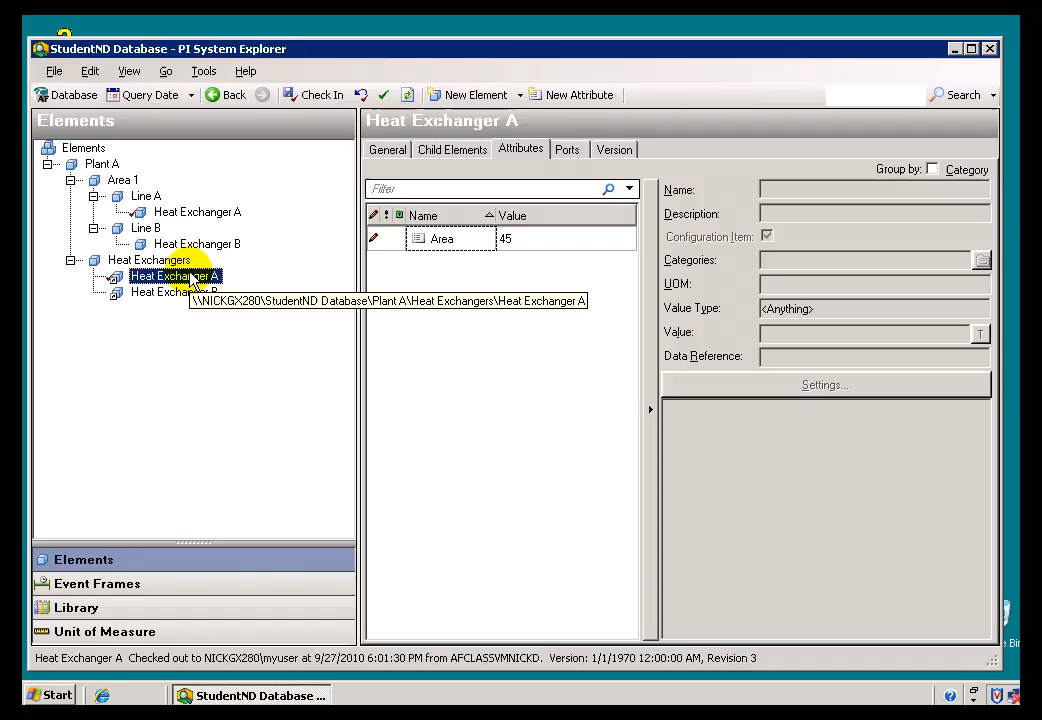 StudentND Database - PI System Explorer
File Edit View Go Tools Help
Database Query Date Back Check In New Element New Attribute Search
Elements
Heat Exchanger A
Elements
Plant A
Area 1
Line A
Heat Exchanger A
Line B
Heat Exchanger B
Heat Exchangers
Heat Exchanger A
Heat
\\NICKGX280\StudentND Database\Plant A\Heat Exchangers\Heat Exchanger A
General Child Elements Attributes Ports Version
Group by: Category
Filter
Name Value
Area 45
Name:
Description:
Configuration Item:
Categories:
UOM:
Value Type: <Anything>
Value: T
Data Reference:
Settings...
Elements
Event Frames
Library
Unit of Measure
Heat Exchanger A Checked out to NICKGX280\myuser at 9/27/2010 6:01:30 PM from AFCLASSVMNICKD. Version: 1/1/1970 12:00:00 AM, Revision 3
Bin
Start StudentND Database ...